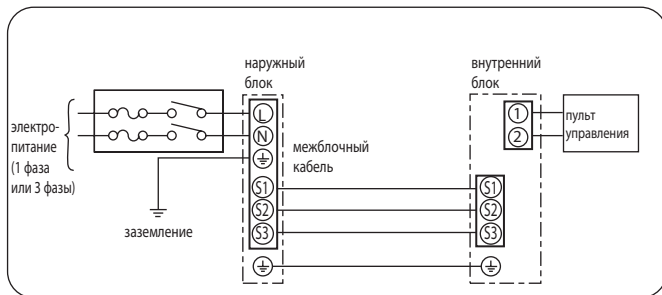 наружный
блок
внутренний
блок
электро-
питание
(1 фаза
или 3 фазы)
L
N
заземление
межблочный
кабель
S1
S2
S3
1
2
пульт
управления
S1
S2
S3